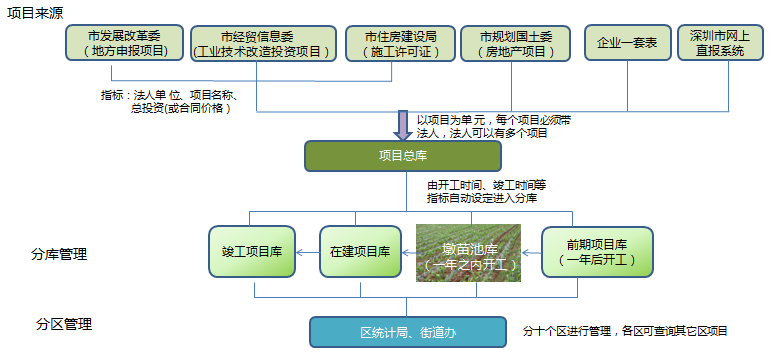 项目来源
市发展改革委
（地方申报项目)
市经贸信息委
(工业技术改造投资项目）
市住房建设局
（施工许可证）
市规划国土委
（房地产项目）
企业一套表
深圳市网上
直报系统
指标：法人单 位、项目名称、
总投资(或合同价格）
以项目为单 元，每个项目必须带
法人，法人可以有多个项目
项目总库
由开工时间、竣工时间等
指标自动设定进入分库
分库管理
竣工项目库
在建项目库
墩苗池库
（一年之内开工）
前期项目库
（一年后开工）
分区管理
区统计局、街道办
分十个区进行管理，各区可查询其它区项目